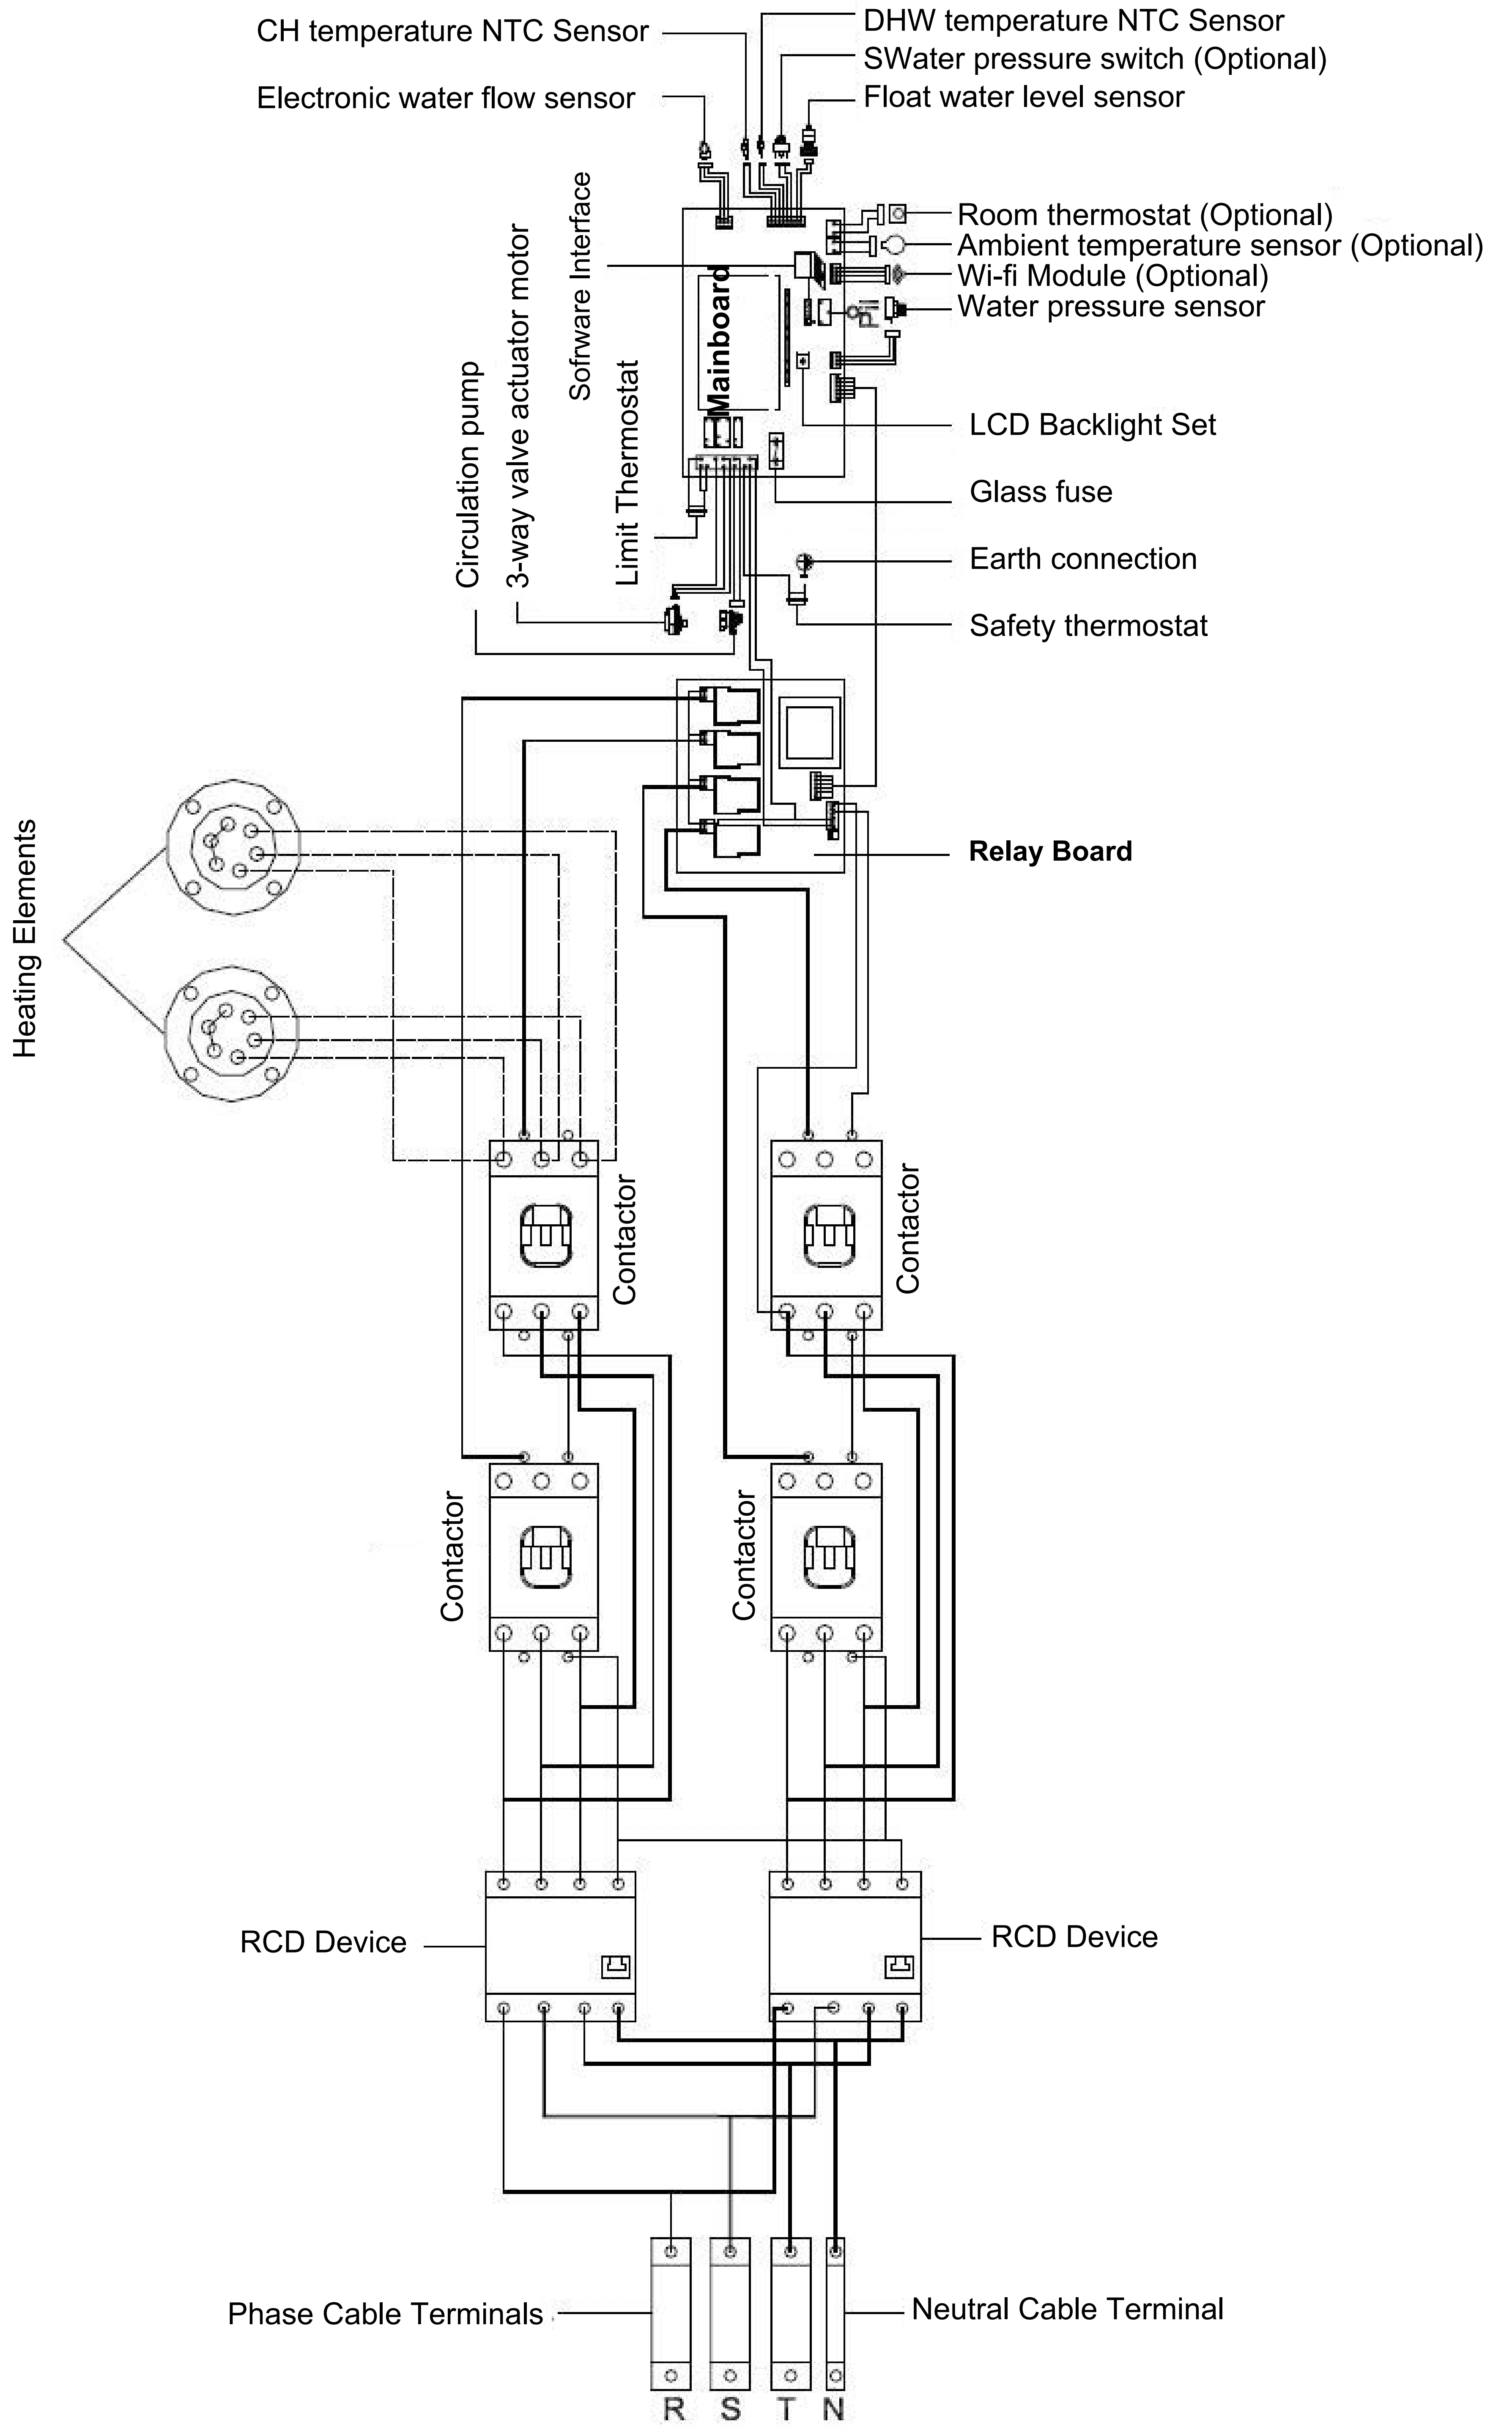 CH temperature NTC Sensor
DHW temperature NTC Sensor
SWater pressure switch (Optional)
Electronic water flow sensor
Float water level sensor
Room thermostat (Optional)
Ambient temperature sensor (Optional)
Wi-fi Module (Optional)
Water pressure sensor
Pil
Mainboard
Sofrware Interface
3-way valve actuator motor
Circulation pump
Limit Thermostat
LCD Backlight Set
Glass fuse
Earth connection
Safety thermostat
Relay Board
Heating Elements
Contactor
Contactor
Contactor
Contactor
RCD Device
RCD Device
Phase Cable Terminals
Neutral Cable Terminal
R S T N